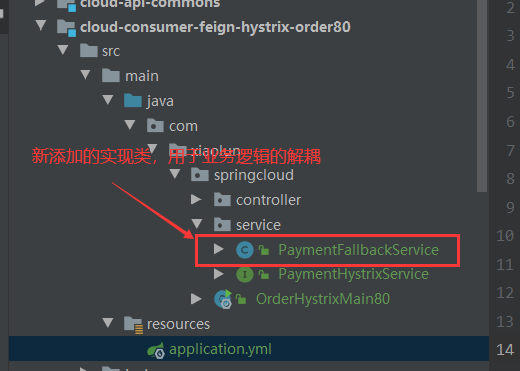 cloud-api-commons
cloud-consumer-feign-hystrix-order80
src
main
java
com
xiaolun
新添加的实现类，用于业务逻辑的解耦
springcloud
controller
service
PaymentFallbackService
PaymentHystrixService
OrderHystrixMain80
resources
application.yml
2
3
4
5
6
7
8
9
10
11
12
13
14